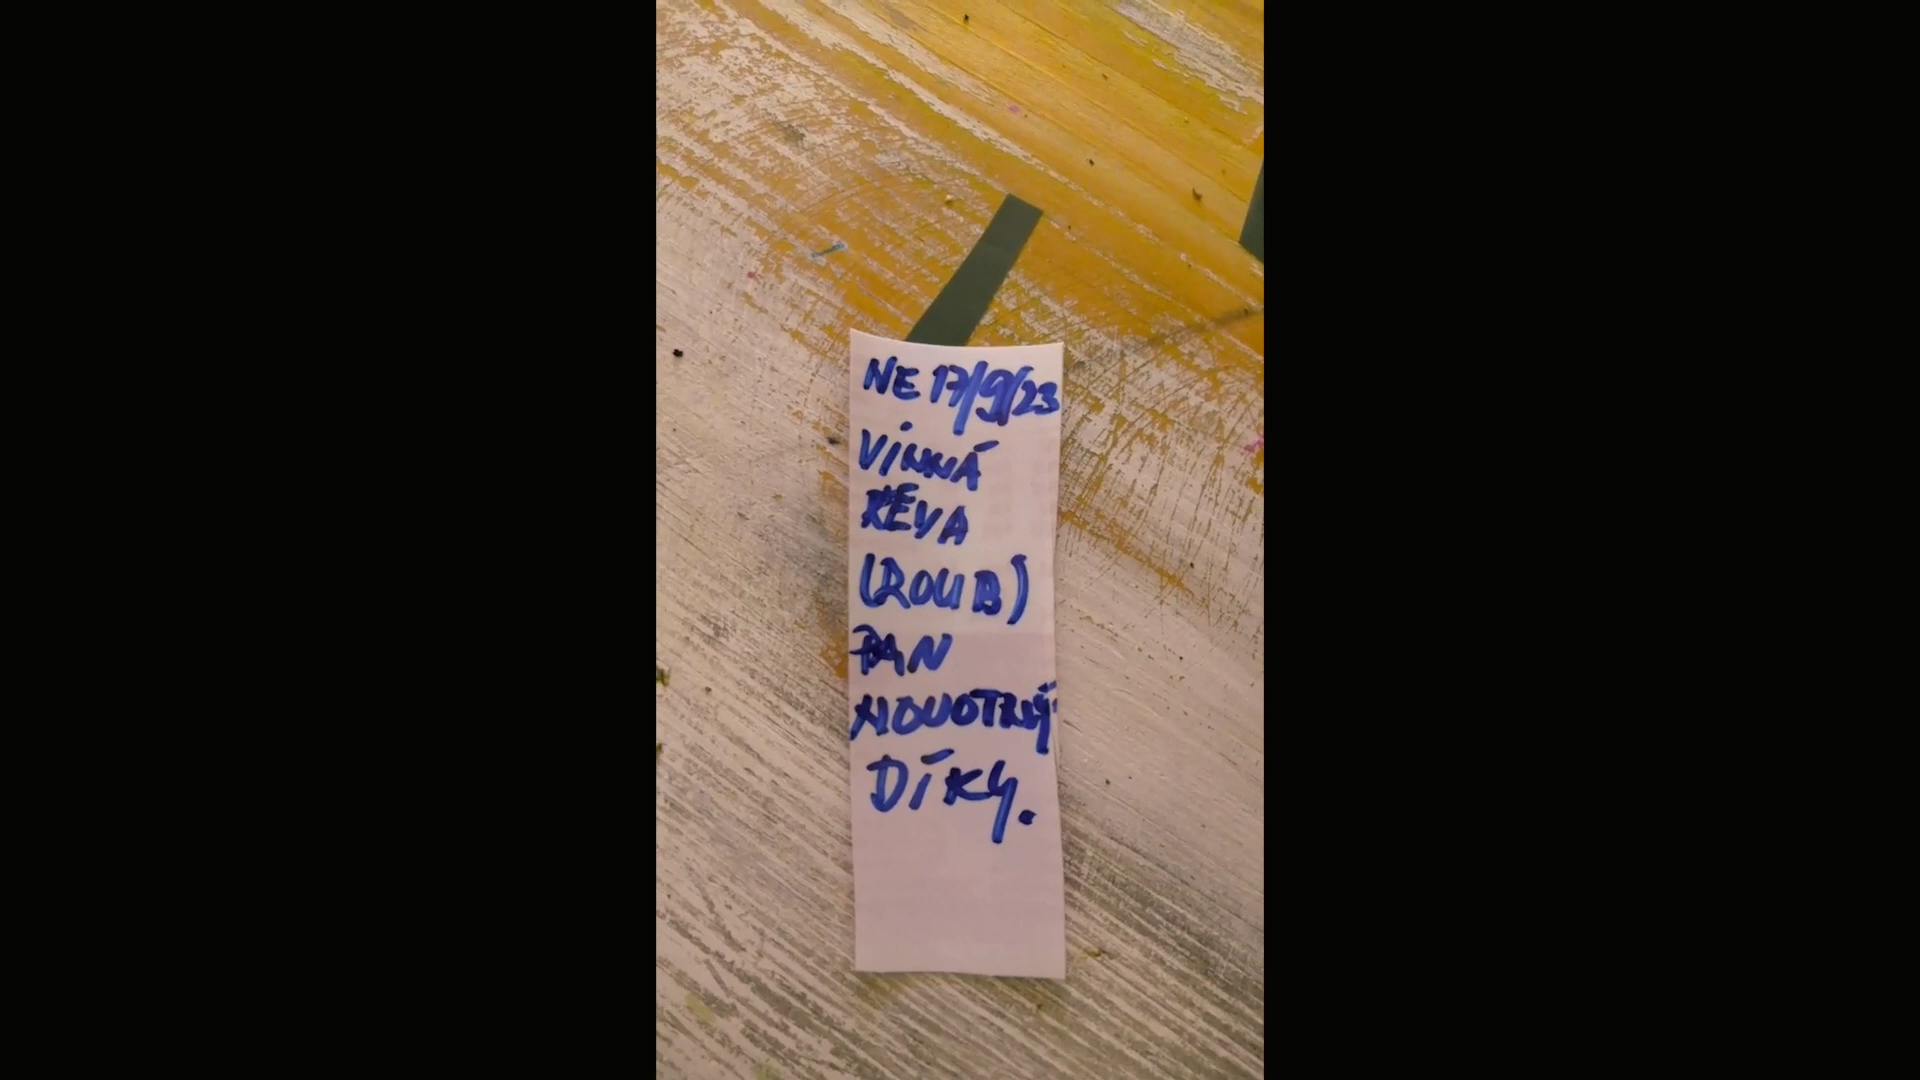 NE 17/9/23
VINNÁ
RÉVA
(ROUB)
PAN
NOVOTNÝ
DÍKY.